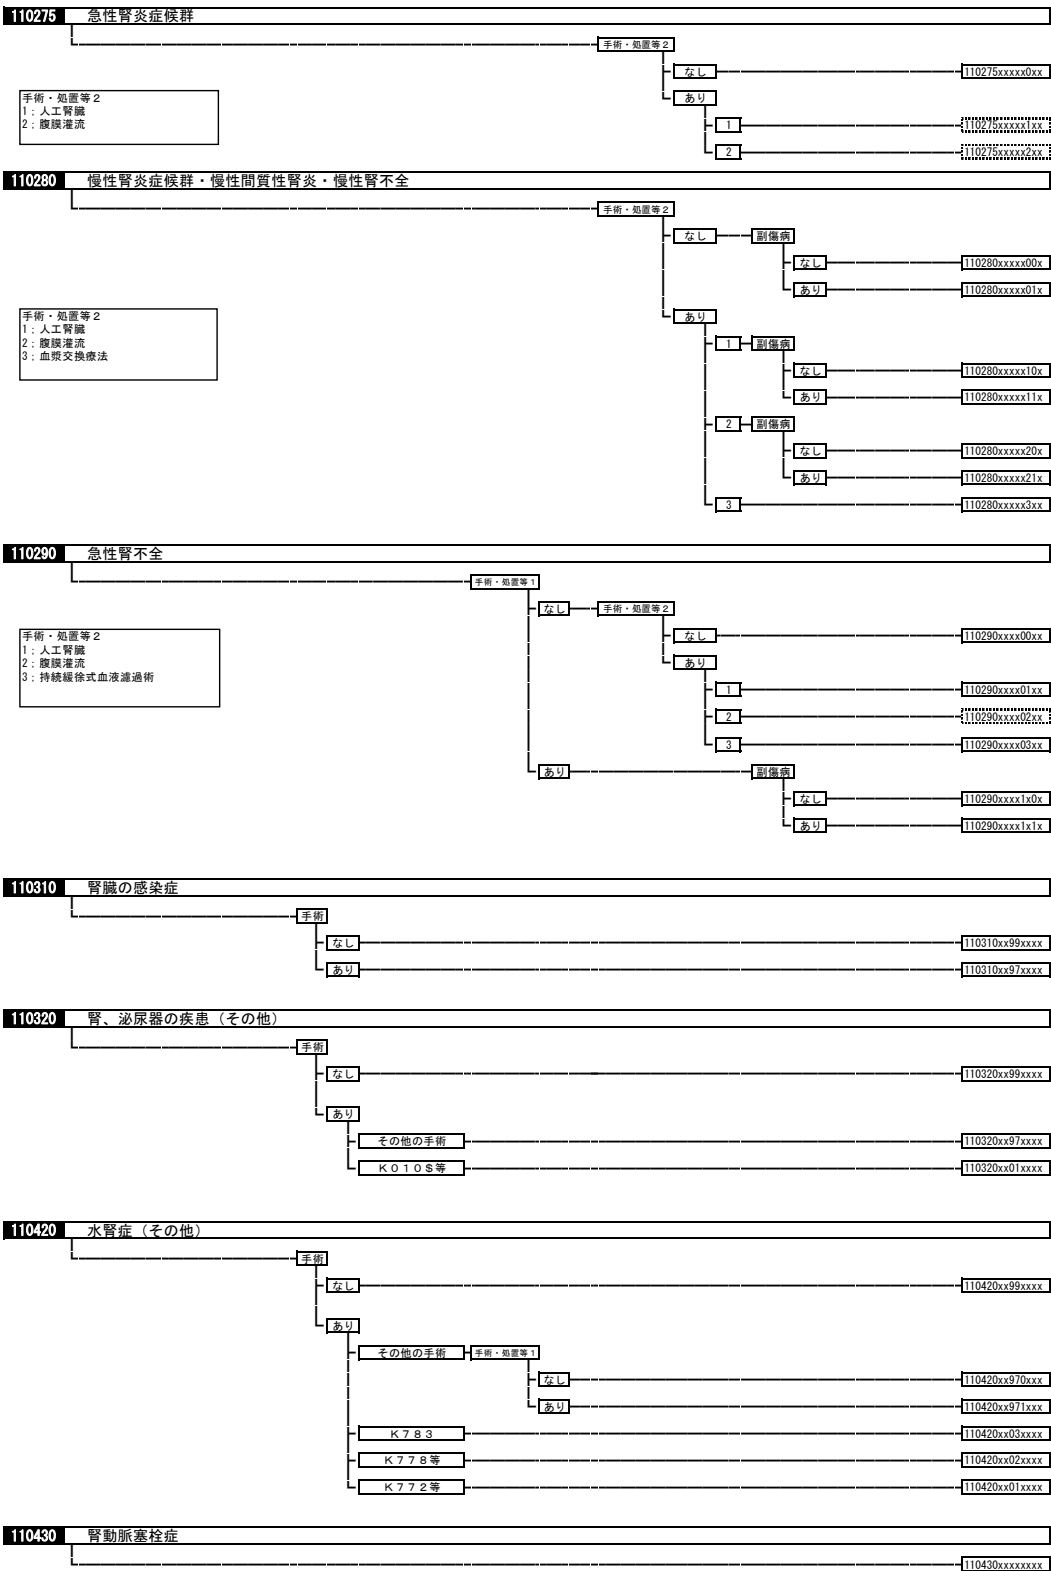 110275 急性腎炎症候群
手術・処置等２
なし 110275xxxxx0xx
手術・処置等２
1：人工腎臓
2：腹膜灌流
あり
1 110275xxxxx1xx
2 110275xxxxx2xx
110280 慢性腎炎症候群・慢性間質性腎炎・慢性腎不全
手術・処置等２
なし 副傷病
なし 110280xxxxx00x
あり 110280xxxxx01x
手術・処置等２
1：人工腎臓
2：腹膜灌流
3：血漿交換療法
あり
1 副傷病
なし 110280xxxxx10x
あり 110280xxxxx11x
2 副傷病
なし 110280xxxxx20x
あり 110280xxxxx21x
3 110280xxxxx3xx
110290 急性腎不全
手術・処置等１
なし 手術・処置等２
手術・処置等２
1：人工腎臓
2：腹膜灌流
3：持続緩徐式血液濾過術
なし 110290xxxx00xx
あり
1 110290xxxx01xx
2 110290xxxx02xx
3 110290xxxx03xx
あり 副傷病
なし 110290xxxx1x0x
あり 110290xxxx1x1x
110310 腎臓の感染症
手術
なし 110310xx99xxxx
あり 110310xx97xxxx
110320 腎、泌尿器の疾患（その他）
手術
なし 110320xx99xxxx
あり
その他の手術 110320xx97xxxx
Ｋ０１０＄等 110320xx01xxxx
110420 水腎症（その他）
手術
なし 110420xx99xxxx
あり
その他の手術 手術・処置等１
なし 110420xx970xxx
あり 110420xx971xxx
Ｋ７８３ 110420xx03xxxx
Ｋ７７８等 110420xx02xxxx
Ｋ７７２等 110420xx01xxxx
110430 腎動脈塞栓症
110430xxxxxxxx